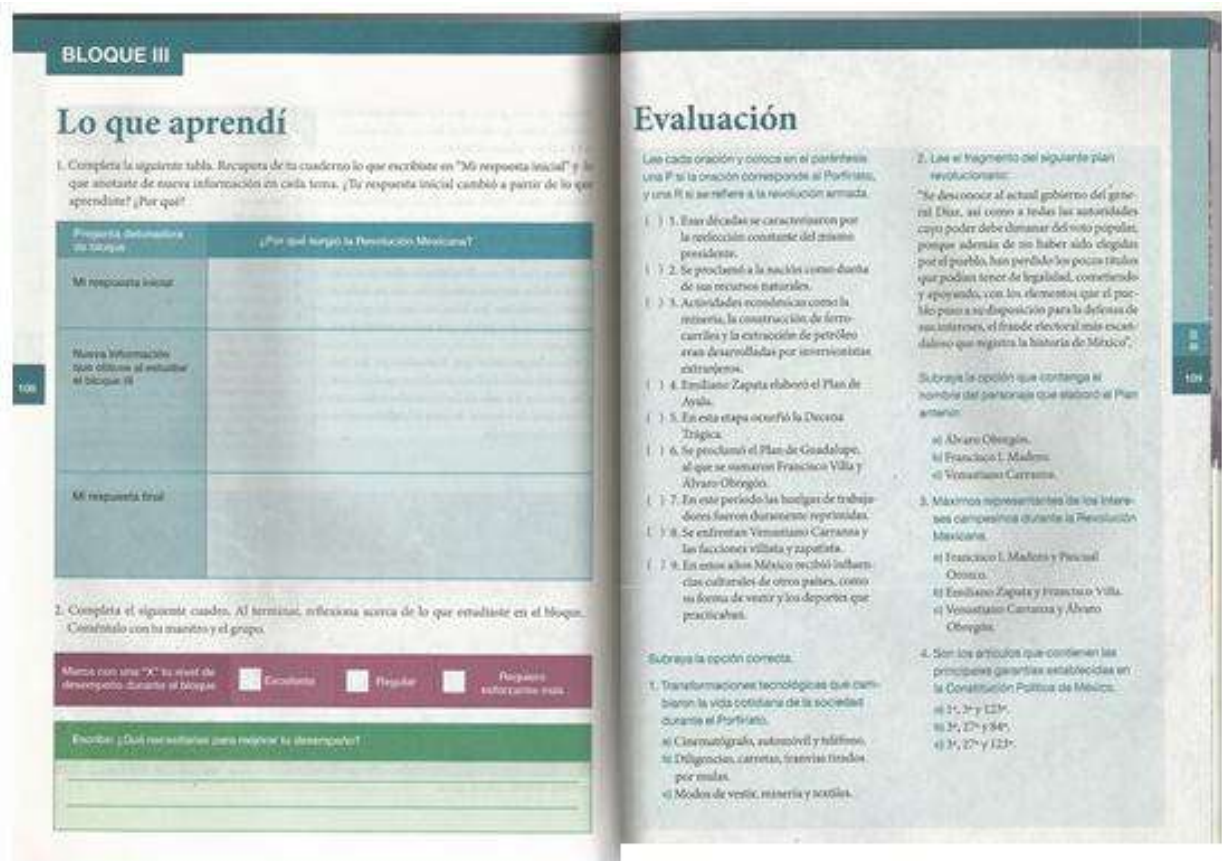 BLOQUE III
Lo que aprendí
1. Completa la siguiente tabla. Recupera de tu cuaderno lo que escribiste en "Mi respuesta inicial" y lo
que anotaste de nueva información en cada tema. ¿Tu respuesta inicial cambió a partir de lo que
aprendiste? ¿Por qué?
Pregunta detonadora
de bloque
¿Por qué surgió la Revolución Mexicana?
Mi respuesta inicial
Nueva información
que obtuve al estudiar
el bloque III
Mi respuesta final
108
2. Completa el siguiente cuadro. Al terminar, reflexiona acerca de lo que estudiaste en el bloque.
Coméntalo con tu maestro y el grupo.
Marca con una "X" tu nivel de
desempeño durante el bloque
Excelente
Regular
Requiero
esforzarme más
Escribe: ¿Qué necesitarías para mejorar tu desempeño?
Evaluación
Lee cada oración y coloca en el paréntesis
una P si la oración corresponde al Porfiriato,
y una R si se refiere a la revolución armada.
( ) 1. Esas décadas se caracterizaron por
la reelección constante del mismo
presidente.
( ) 2. Se proclamó a la nación como dueña
de sus recursos naturales.
( ) 3. Actividades económicas como la
minería, la construcción de ferro-
carriles y la extracción de petróleo
eran desarrolladas por inversionistas
extranjeros.
( ) 4. Emiliano Zapata elaboró el Plan de
Ayala.
( ) 5. En esta etapa ocurrió la Decena
Trágica.
( ) 6. Se proclamó el Plan de Guadalupe,
al que se sumaron Francisco Villa y
Álvaro Obregón.
( ) 7. En este periodo las huelgas de trabaja-
dores fueron duramente reprimidas.
( ) 8. Se enfrentan Venustiano Carranza y
las facciones villista y zapatista.
( ) 9. En estos años México recibió influen-
cias culturales de otros países, como
su forma de vestir y los deportes que
practicaban.
Subraya la opción correcta.
1. Transformaciones tecnológicas que cam-
biaron la vida cotidiana de la sociedad
durante el Porfiriato.
a) Cinematógrafo, automóvil y teléfono.
b) Diligencias, carretas, tranvías tirados
por mulas.
c) Modos de vestir, minería y textiles.
2. Lee el fragmento del siguiente plan
revolucionario:
"Se desconoce al actual gobierno del gene-
ral Díaz, así como a todas las autoridades
cuyo poder debe dimanar del voto popular,
porque además de no haber sido elegidas
por el pueblo, han perdido los pocos títulos
que podían tener de legalidad, cometiendo
y apoyando, con los elementos que el pue-
blo puso a su disposición para la defensa de
sus intereses, el fraude electoral más escan-
daloso que registra la historia de México".
Subraya la opción que contenga el
nombre del personaje que elaboró el Plan
anterior:
a) Álvaro Obregón.
b) Francisco I. Madero.
c) Venustiano Carranza.
3. Máximos representantes de los intere-
ses campesinos durante la Revolución
Mexicana.
a) Francisco I. Madero y Pascual
Orozco.
b) Emiliano Zapata y Francisco Villa.
c) Venustiano Carranza y Álvaro
Obregón.
4. Son los artículos que contienen las
principales garantías establecidas en
la Constitución Política de México.
a) 1º, 3º y 123º.
b) 3º, 27º y 84º.
c) 3º, 27º y 123º.
109